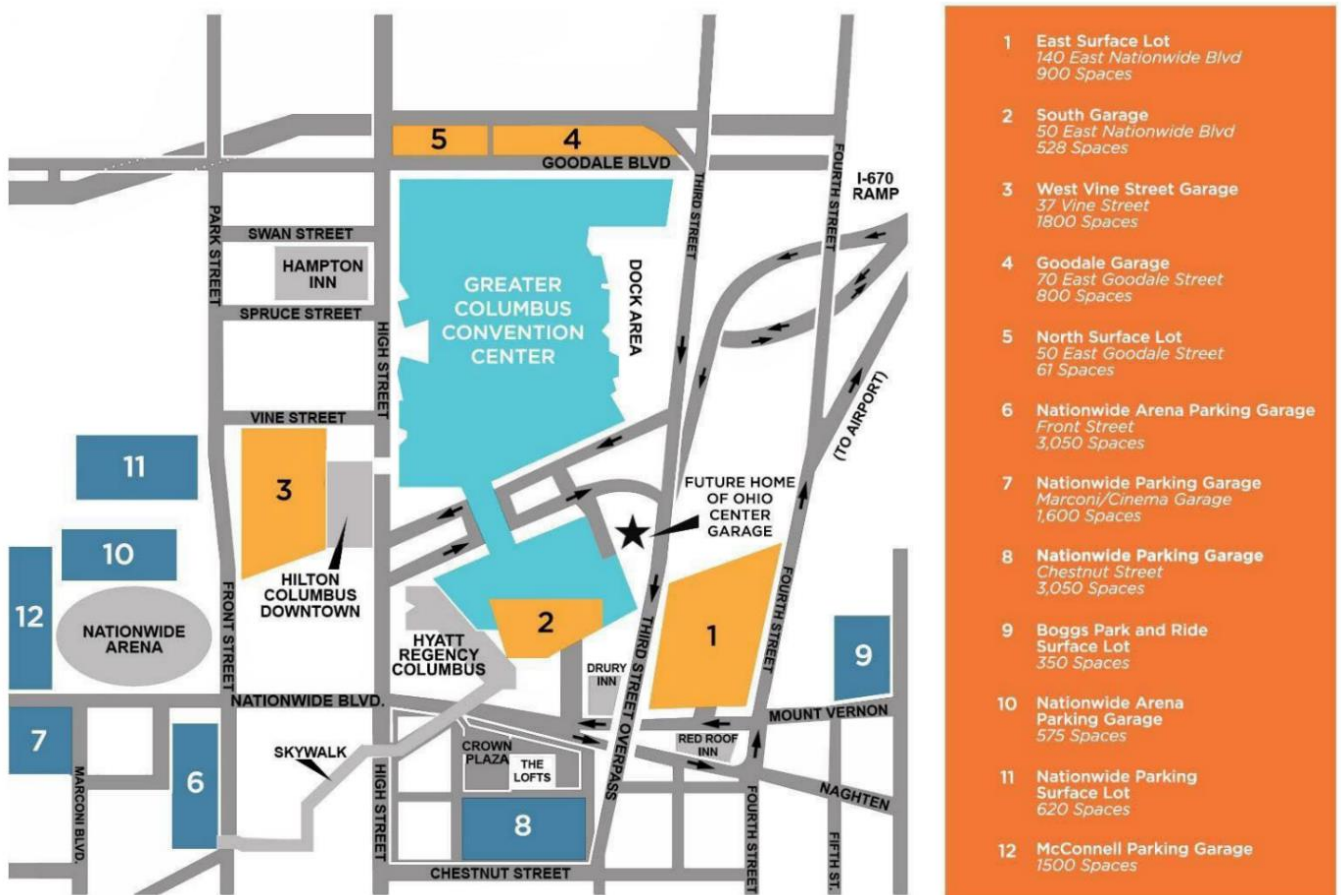 5
4
GOODALE BLVD
I-670
RAMP
PARK STREET
THIRD STREET
FOURTH STREET
SWAN STREET
HAMPTON
INN
SPRUCE STREET
HIGH STREET
GREATER
COLUMBUS
CONVENTION
CENTER
DOCK AREA
VINE STREET
(TO AIRPORT)
11
3
10
12
NATIONWIDE
ARENA
FRONT STREET
HILTON
COLUMBUS
DOWNTOWN
FUTURE HOME
OF OHIO
CENTER
GARAGE
HYATT
REGENCY
COLUMBUS
2
1
9
FOURTH STREET
DRURY
INN
THIRD STREET OVERPASS
NATIONWIDE BLVD.
MOUNT VERNON
7
MARCONI BLVD.
6
SKYWALK
HIGH STREET
CROWN
PLAZA
THE
LOFTS
RED ROOF
INN
NAGHTEN
8
FOURTH STREET
FIFTH ST.
CHESTNUT STREET
1 East Surface Lot
140 East Nationwide Blvd
900 Spaces
2 South Garage
50 East Nationwide Blvd
528 Spaces
3 West Vine Street Garage
37 Vine Street
1800 Spaces
4 Goodale Garage
70 East Goodale Street
800 Spaces
5 North Surface Lot
50 East Goodale Street
61 Spaces
6 Nationwide Arena Parking Garage
Front Street
3,050 Spaces
7 Nationwide Parking Garage
Marconi/Cinema Garage
1,600 Spaces
8 Nationwide Parking Garage
Chestnut Street
3,050 Spaces
9 Boggs Park and Ride
Surface Lot
350 Spaces
10 Nationwide Arena
Parking Garage
575 Spaces
11 Nationwide Parking
Surface Lot
620 Spaces
12 McConnell Parking Garage
1500 Spaces